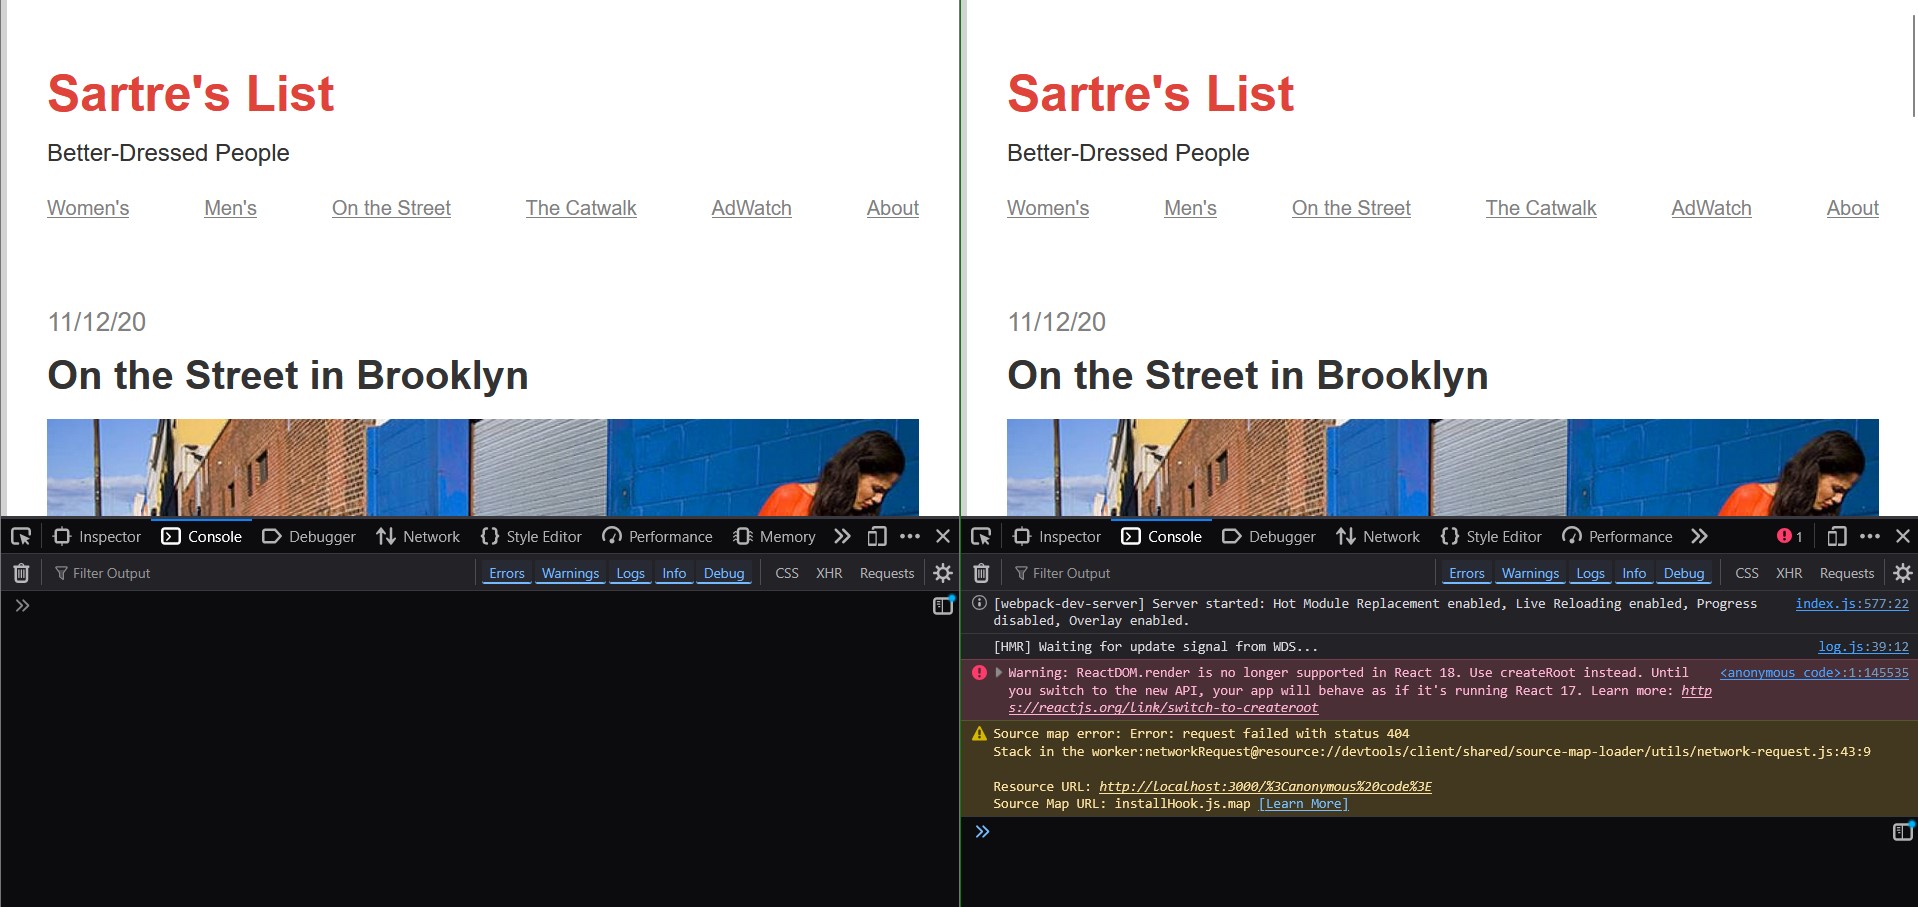 Sartre's List
Better-Dressed People
Women's Men's On the Street The Catwalk AdWatch About
11/12/20
On the Street in Brooklyn
Inspector Console Debugger Network Style Editor Performance Memory
Filter Output Errors Warnings Logs Info Debug CSS XHR Requests
Sartre's List
Better-Dressed People
Women's Men's On the Street The Catwalk AdWatch About
11/12/20
On the Street in Brooklyn
Inspector Console Debugger Network Style Editor Performance 1
Filter Output Errors Warnings Logs Info Debug CSS XHR Requests
[webpack-dev-server] Server started: Hot Module Replacement enabled, Live Reloading enabled, Progress index.js:577:22
disabled, Overlay enabled.
[HMR] Waiting for update signal from WDS... log.js:39:12
Warning: ReactDOM.render is no longer supported in React 18. Use createRoot instead. Until <anonymous code>:1:145535
you switch to the new API, your app will behave as if it's running React 17. Learn more: http
s://reactjs.org/link/switch-to-createroot
Source map error: Error: request failed with status 404
Stack in the worker:networkRequest@resource://devtools/client/shared/source-map-loader/utils/network-request.js:43:9
Resource URL: http://localhost:3000/%3Canonymous%20code%3E
Source Map URL: installHook.js.map [Learn More]